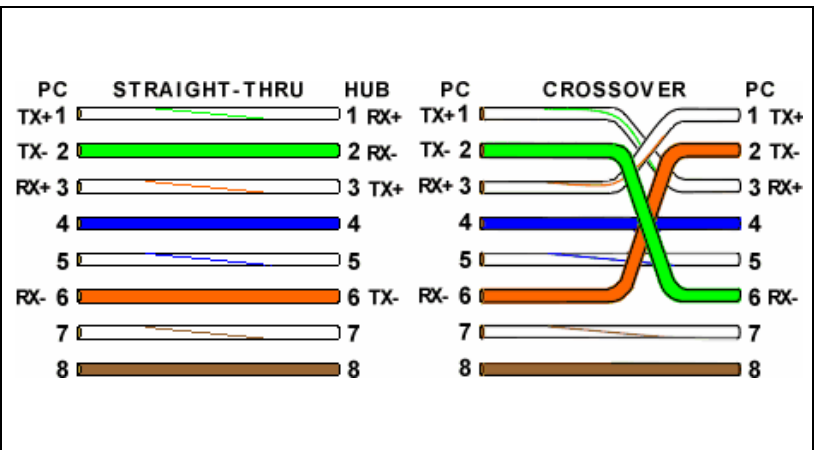 PC STRAIGHT-THRU HUB PC CROSSOVER PC
TX+ 1 1 RX+ TX+ 1 1 TX+
TX- 2 2 RX- TX- 2 2 TX-
RX+ 3 3 TX+ RX+ 3 3 RX+
4 4 4 4
5 5 5 5
RX- 6 6 TX- RX- 6 6 RX-
7 7 7 7
8 8 8 8